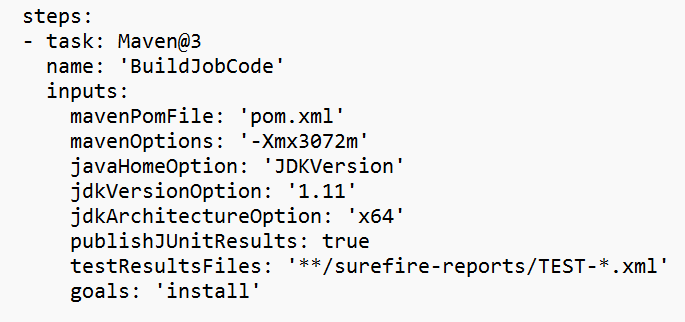 steps:
- task: Maven@3
  name: 'BuildJobCode'
  inputs:
    mavenPomFile: 'pom.xml'
    mavenOptions: '-Xmx3072m'
    javaHomeOption: 'JDKVersion'
    jdkVersionOption: '1.11'
    jdkArchitectureOption: 'x64'
    publishJUnitResults: true
    testResultsFiles: '**/surefire-reports/TEST-*.xml'
    goals: 'install'